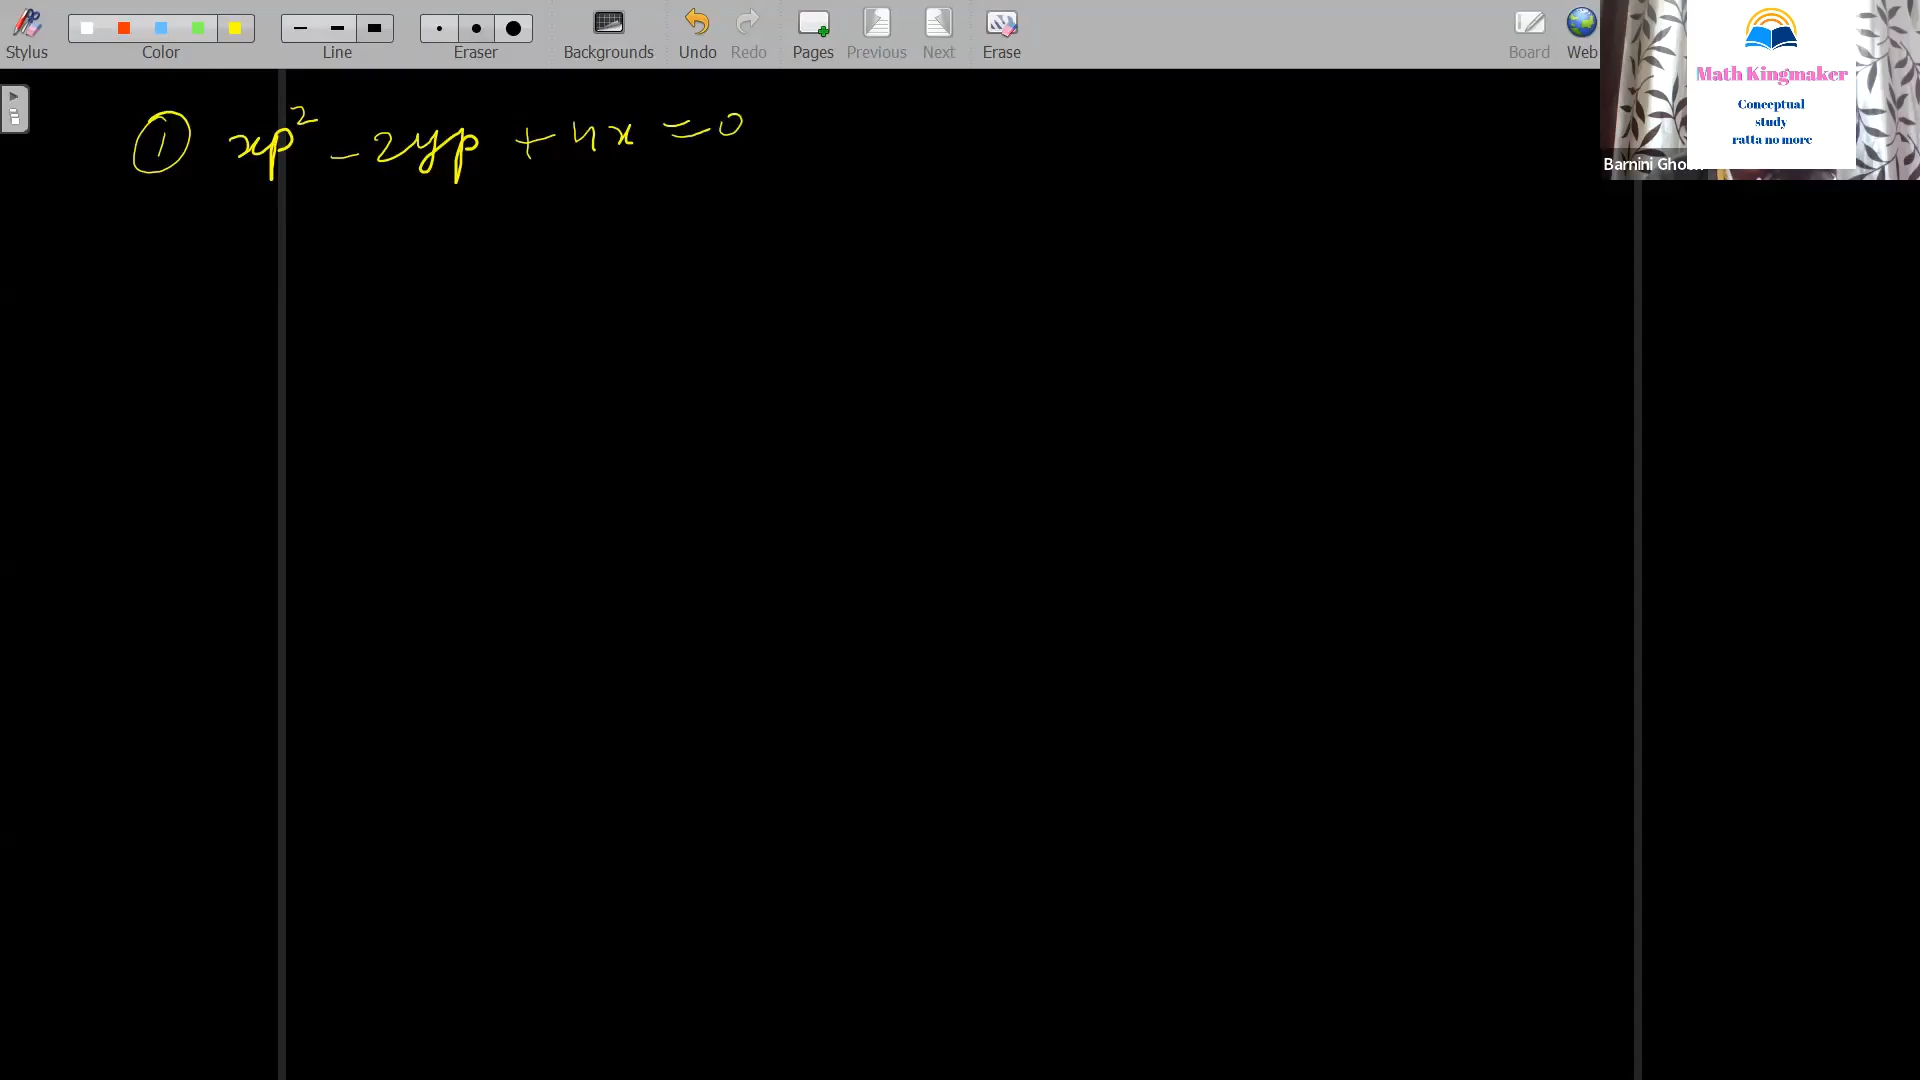 Stylus
Color
Line
Eraser
Backgrounds
Undo
Redo
Pages
Previous
Next
Erase
Board
Web
Math Kingmaker
Conceptual
study
ratta no more
Barnini
① xp² - 2yp + 4x = 0